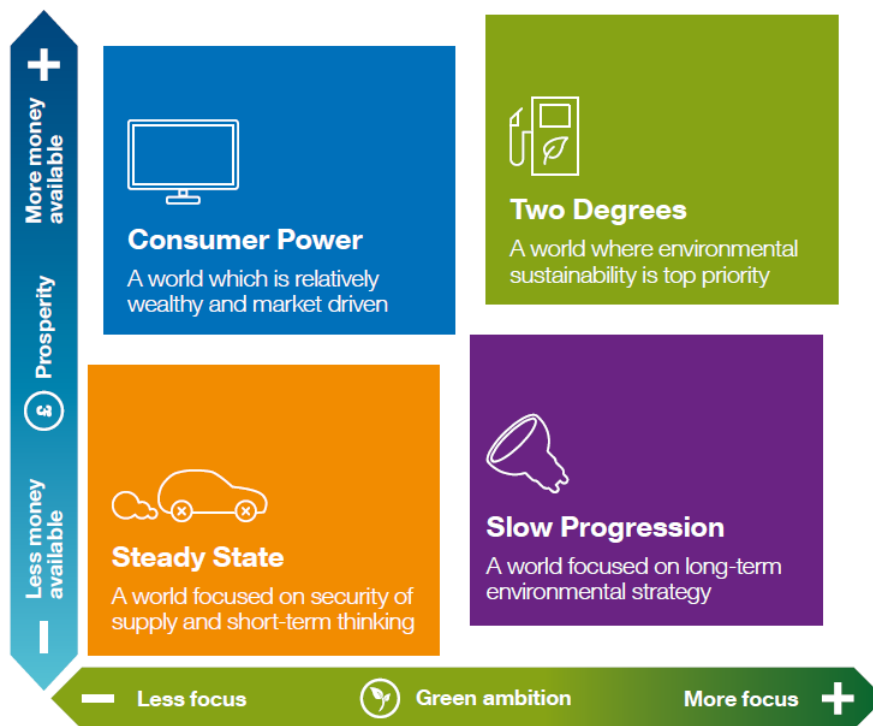 +
More money
available
Consumer Power
A world which is relatively
wealthy and market driven
Two Degrees
A world where environmental
sustainability is top priority
£ Prosperity
Less money
available
−
Steady State
A world focused on security of
supply and short-term thinking
Slow Progression
A world focused on long-term
environmental strategy
− Less focus Green ambition More focus +